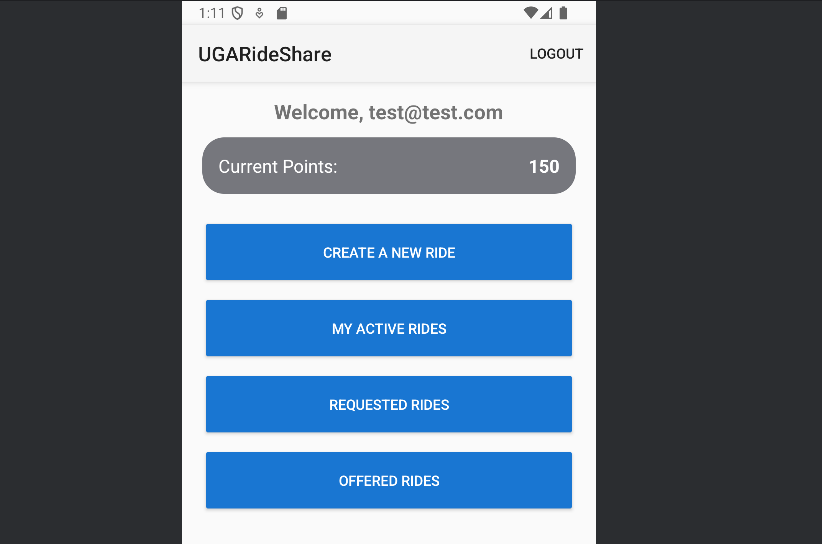 1:11
UGARideShare LOGOUT
Welcome, test@test.com
Current Points: 150
CREATE A NEW RIDE
MY ACTIVE RIDES
REQUESTED RIDES
OFFERED RIDES